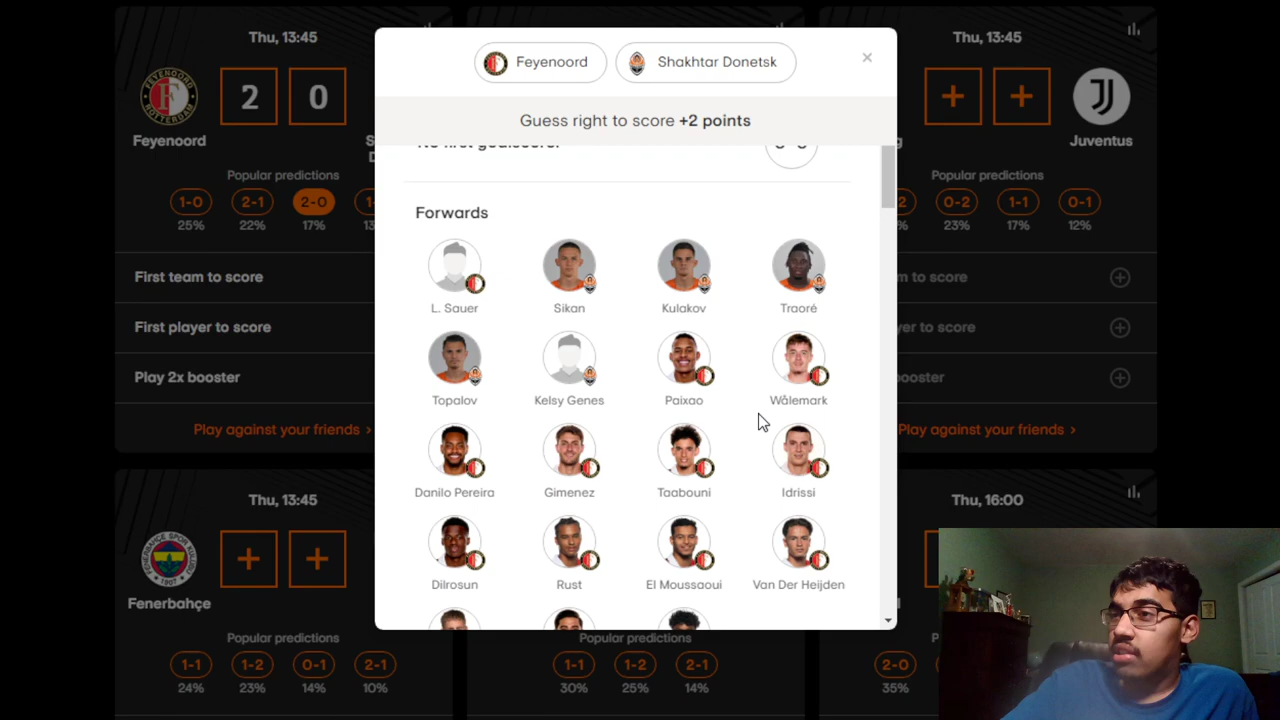 Thu, 13:45
Feyenoord
2 0
Popular predictions
1-0 2-1 2-0
25% 22% 17%
First team to score
First player to score
Play 2x booster
Play against your friends >
Feyenoord Shakhtar Donetsk ×
Guess right to score +2 points
No first goalscorer
Forwards
L. Sauer Sikan Kulakov Traoré
Topalov Kelsy Genes Paixao Wålemark
Danilo Pereira Gimenez Taabouni Idrissi
Dilrosun Rust El Moussaoui Van Der Heijden
Thu, 13:45
+ +
Juventus
Popular predictions
0-2 1-1 0-1
23% 17% 12%
Play against your friends >
Thu, 13:45
Fenerbahçe
+ +
Popular predictions
1-1 1-2 0-1 2-1
24% 23% 14% 10%
Popular predictions
1-1 1-2 2-1
30% 25% 14%
Thu, 16:00
2-0
35%